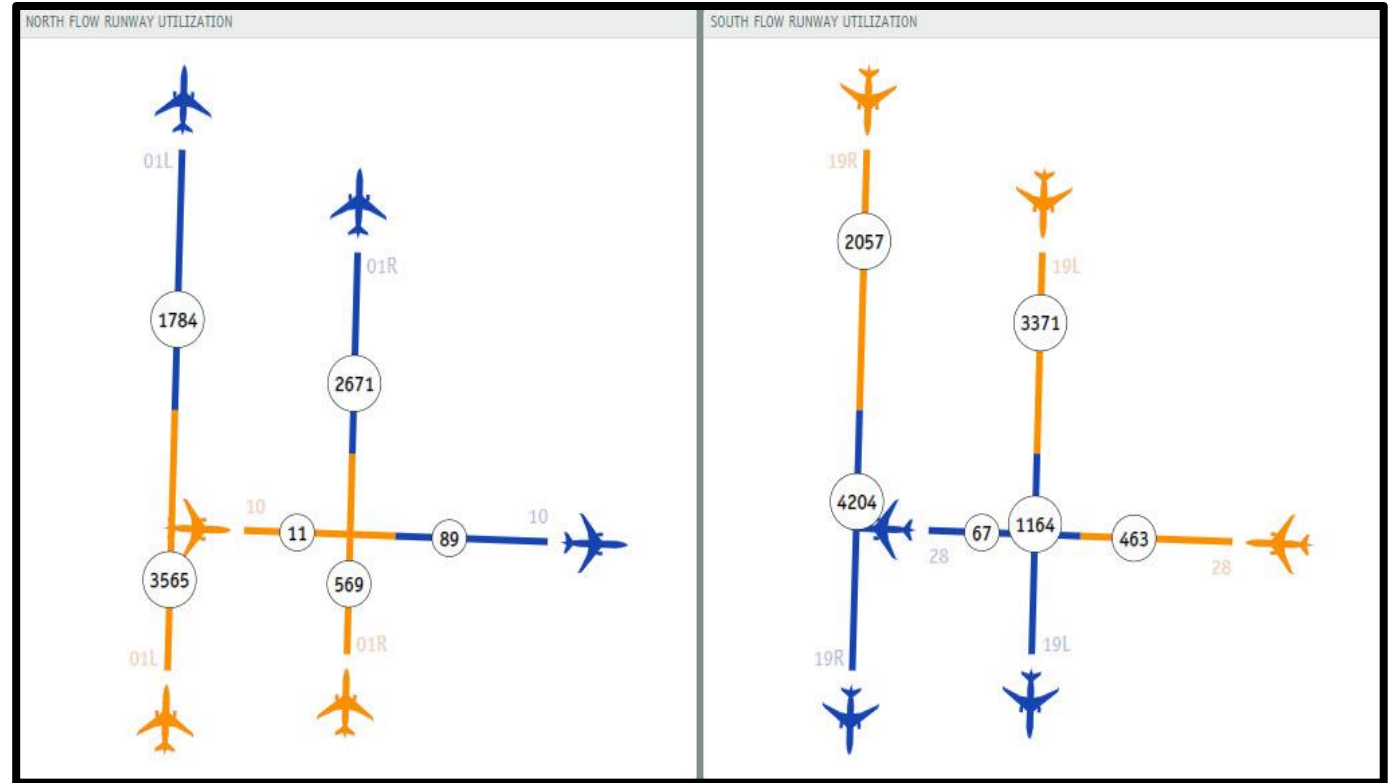 NORTH FLOW RUNWAY UTILIZATION
01L
01R
1784
2671
10
11
10
89
3565
569
01L
01R
SOUTH FLOW RUNWAY UTILIZATION
19R
2057
19L
3371
4204
67
1164
463
28
28
19R
19L